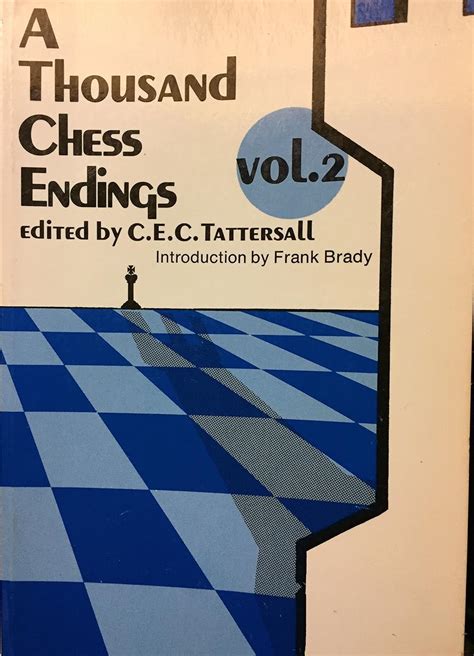 A
Thousand
Chess
Endings
vol.2
edited by C.E.C. Tattersall
Introduction by Frank Brady